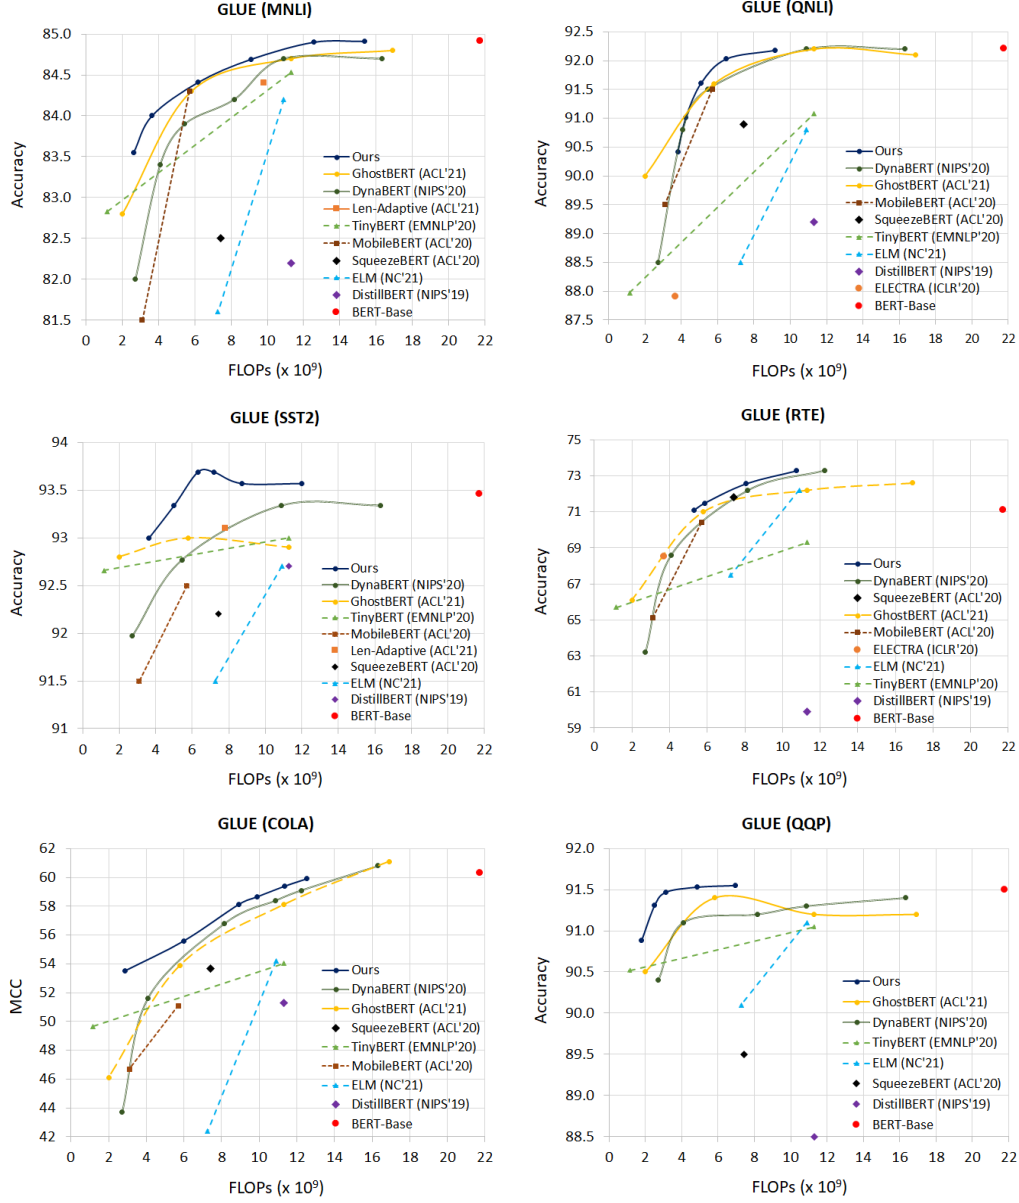 GLUE (MNLI)
85.0
84.5
84.0
83.5
83.0
82.5
82.0
81.5
Accuracy
0 2 4 6 8 10 12 14 16 18 20 22
FLOPs (x 10⁹)
Ours
GhostBERT (ACL'21)
DynaBERT (NIPS'20)
Len-Adaptive (ACL'21)
TinyBERT (EMNLP'20)
MobileBERT (ACL'20)
SqueezeBERT (ACL'20)
ELM (NC'21)
DistillBERT (NIPS'19)
BERT-Base
GLUE (QNLI)
92.5
92.0
91.5
91.0
90.5
90.0
89.5
89.0
88.5
88.0
87.5
Accuracy
0 2 4 6 8 10 12 14 16 18 20 22
FLOPs (x 10⁹)
Ours
DynaBERT (NIPS'20)
GhostBERT (ACL'21)
MobileBERT (ACL'20)
SqueezeBERT (ACL'20)
TinyBERT (EMNLP'20)
ELM (NC'21)
DistillBERT (NIPS'19)
ELECTRA (ICLR'20)
BERT-Base
GLUE (SST2)
94
93.5
93
92.5
92
91.5
91
Accuracy
0 2 4 6 8 10 12 14 16 18 20 22
FLOPs (x 10⁹)
Ours
DynaBERT (NIPS'20)
GhostBERT (ACL'21)
TinyBERT (EMNLP'20)
MobileBERT (ACL'20)
Len-Adaptive (ACL'21)
SqueezeBERT (ACL'20)
ELM (NC'21)
DistillBERT (NIPS'19)
BERT-Base
GLUE (RTE)
75
73
71
69
67
65
63
61
59
Accuracy
0 2 4 6 8 10 12 14 16 18 20 22
FLOPs (x 10⁹)
Ours
DynaBERT (NIPS'20)
SqueezeBERT (ACL'20)
GhostBERT (ACL'21)
MobileBERT (ACL'20)
ELECTRA (ICLR'20)
ELM (NC'21)
TinyBERT (EMNLP'20)
DistillBERT (NIPS'19)
BERT-Base
GLUE (COLA)
62
60
58
56
54
52
50
48
46
44
42
MCC
0 2 4 6 8 10 12 14 16 18 20 22
FLOPs (x 10⁹)
Ours
DynaBERT (NIPS'20)
GhostBERT (ACL'21)
SqueezeBERT (ACL'20)
TinyBERT (EMNLP'20)
MobileBERT (ACL'20)
ELM (NC'21)
DistillBERT (NIPS'19)
BERT-Base
GLUE (QQP)
92.0
91.5
91.0
90.5
90.0
89.5
89.0
88.5
Accuracy
0 2 4 6 8 10 12 14 16 18 20 22
FLOPs (x 10⁹)
Ours
GhostBERT (ACL'21)
DynaBERT (NIPS'20)
TinyBERT (EMNLP'20)
ELM (NC'21)
SqueezeBERT (ACL'20)
DistillBERT (NIPS'19)
BERT-Base